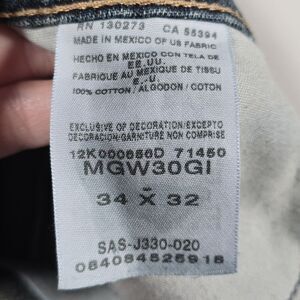 RN 130273 CA 55394
MADE IN MEXICO OF US FABRIC
HECHO EN MEXICO CON TELA DE
EE.UU.
FABRIQUE AU MEXIQUE DE TISSU
E.-U.
100% COTTON / ALGODON / COTON
EXCLUSIVE OF DECORATION/EXCEPTO
DECORACION/GARNITURE NON COMPRISE
12K000656D 71450
MGW30GI
-
34 X 32
SAS-J330-020
084084525918